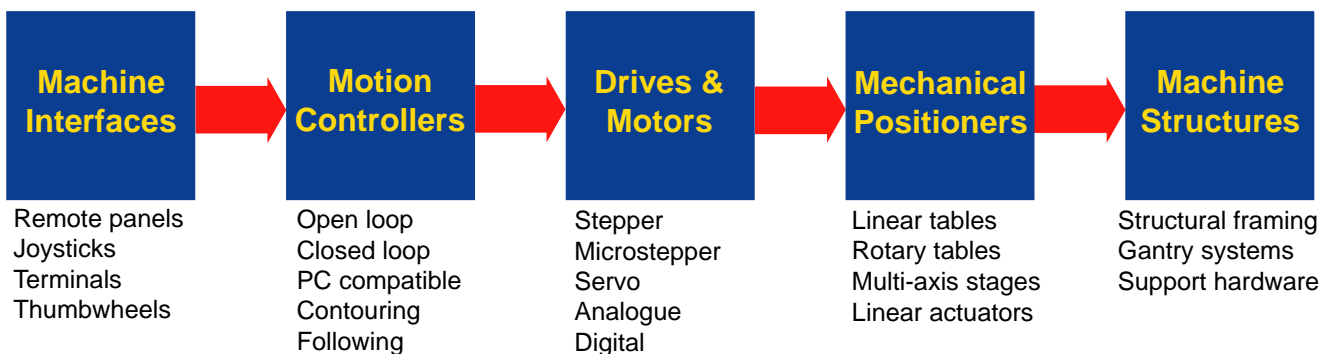 Machine
Interfaces
Motion
Controllers
Drives &
Motors
Mechanical
Positioners
Machine
Structures
Remote panels
Joysticks
Terminals
Thumbwheels
Open loop
Closed loop
PC compatible
Contouring
Following
Stepper
Microstepper
Servo
Analogue
Digital
Linear tables
Rotary tables
Multi-axis stages
Linear actuators
Structural framing
Gantry systems
Support hardware